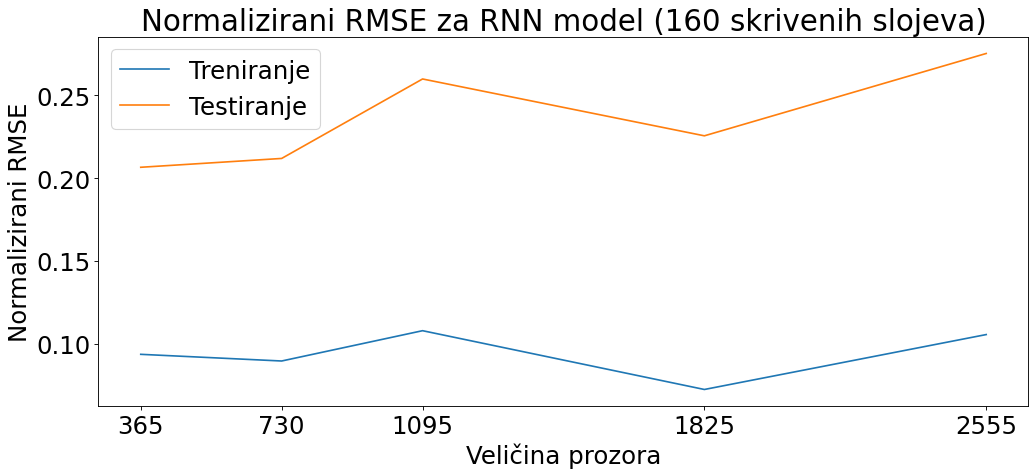 Normalizirani RMSE za RNN model (160 skrivenih slojeva)
Treniranje
Testiranje
Normalizirani RMSE
0.25
0.20
0.15
0.10
365 730 1095 1825 2555
Veličina prozora